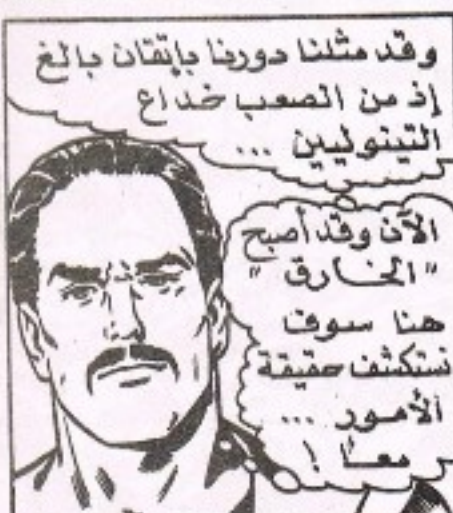 وقد مثلنا دورنا بإتقان بالغ
إذ من الصعب خداع
التينوليين ...
الآن وقد أصبح
"الخارق"
هنا سوف
نستكشف حقيقة
الأمور ...
معاً !